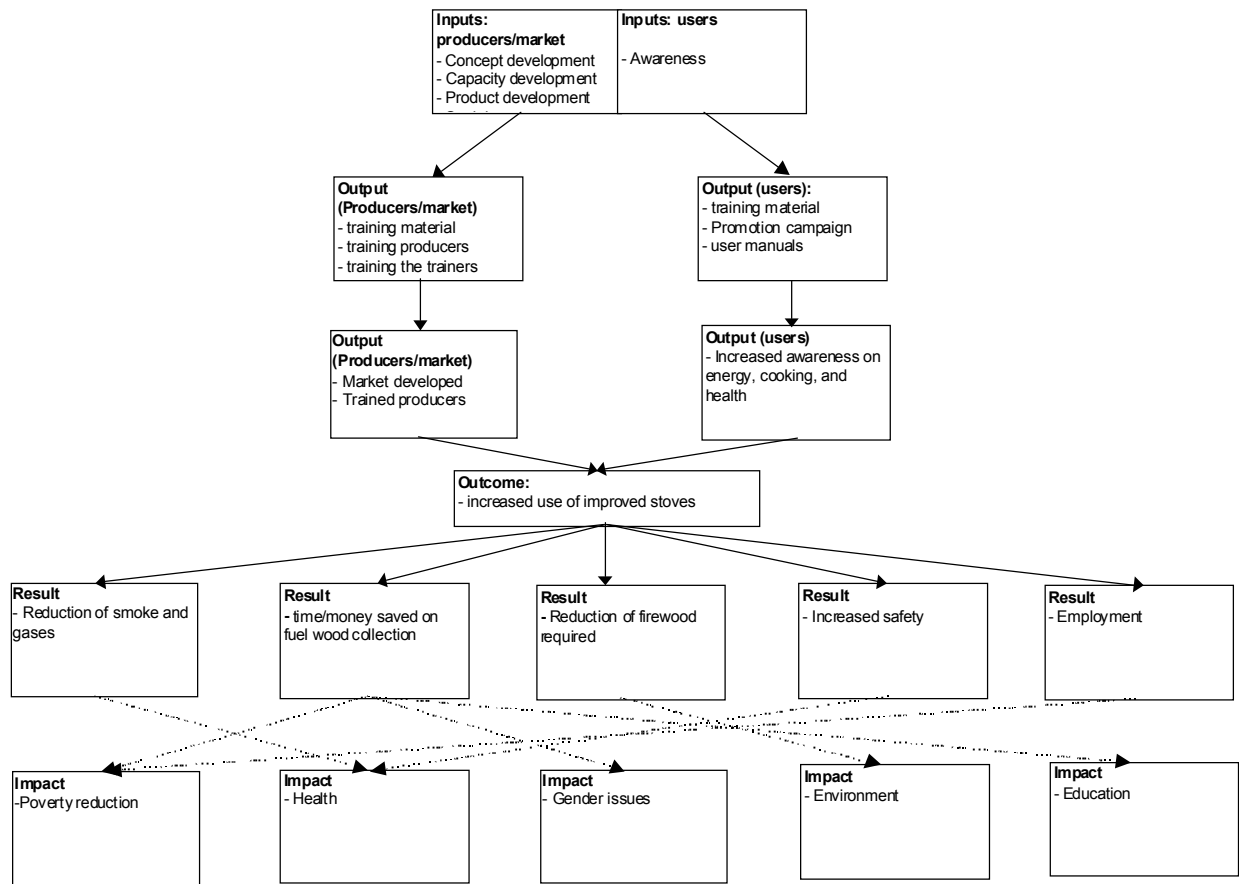 Inputs:
producers/market
- Concept development
- Capacity development
- Product development
Inputs: users
- Awareness
Output
(Producers/market)
- training material
- training producers
- training the trainers
Output (users):
- training material
- Promotion campaign
- user manuals
Output
(Producers/market)
- Market developed
- Trained producers
Output (users)
- Increased awareness on
energy, cooking, and
health
Outcome:
- increased use of improved stoves
Result
- Reduction of smoke and
gases
Result
- time/money saved on
fuel wood collection
Result
- Reduction of firewood
required
Result
- Increased safety
Result
- Employment
Impact
-Poverty reduction
Impact
- Health
Impact
- Gender issues
Impact
- Environment
Impact
- Education